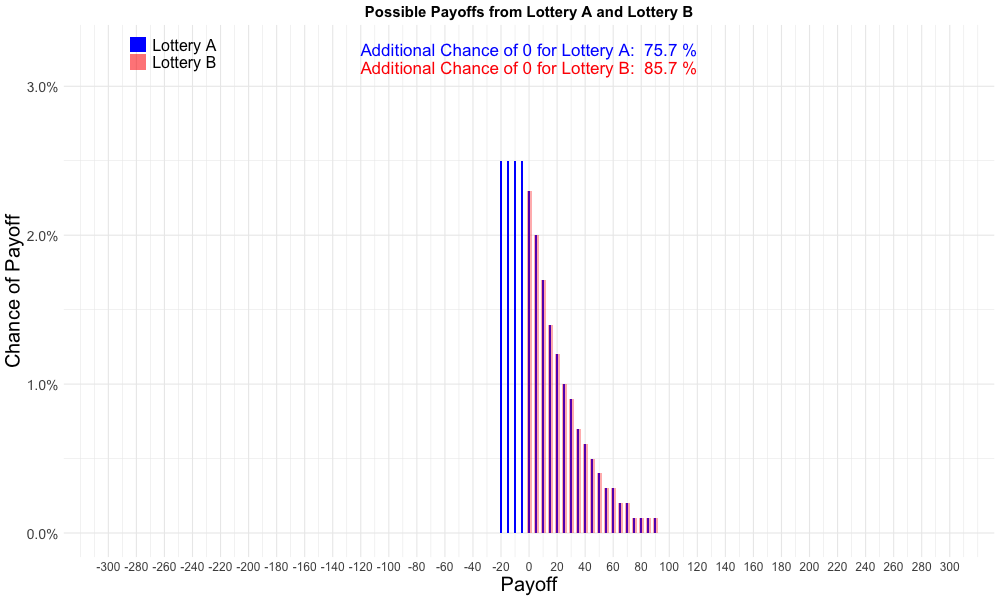 Possible Payoffs from Lottery A and Lottery B
Lottery A
Lottery B
Additional Chance of 0 for Lottery A: 75.7 %
Additional Chance of 0 for Lottery B: 85.7 %
Chance of Payoff
3.0%
2.0%
1.0%
0.0%
-300 -280 -260 -240 -220 -200 -180 -160 -140 -120 -100 -80 -60 -40 -20 0 20 40 60 80 100 120 140 160 180 200 220 240 260 280 300
Payoff